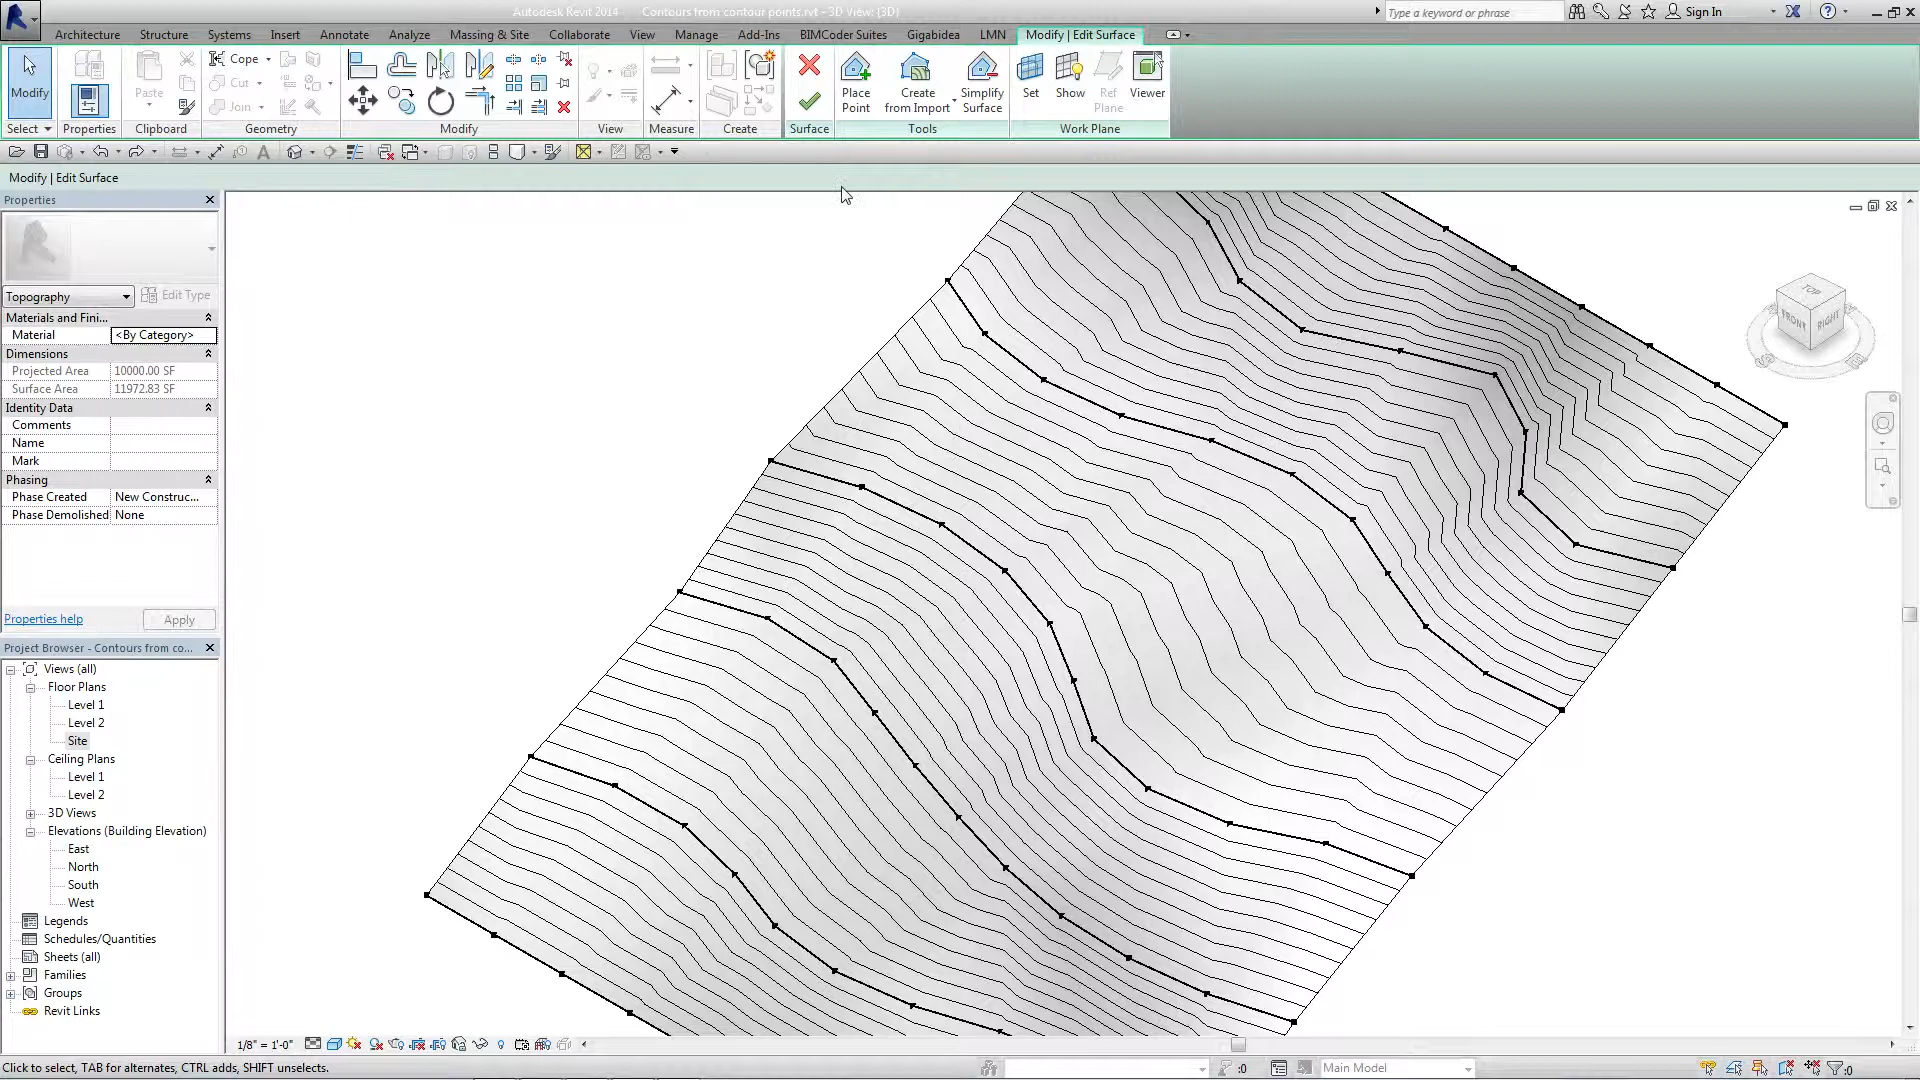 Autodesk Revit 2014 Contours from contour points.rvt - 3D View: {3D}
Type a keyword or phrase
Sign In
Architecture Structure Systems Insert Annotate Analyze Massing & Site Collaborate View Manage Add-Ins BIMCoder Suites Gigabidea LMN Modify | Edit Surface
Modify
Properties
Paste
Cope
Cut
Join
Place Point
Create from Import
Simplify Surface
Set
Show
Ref Plane
Viewer
Select Properties Clipboard Geometry Modify View Measure Create Surface Tools Work Plane
Modify | Edit Surface
Properties
Topography Edit Type
Materials and Fini...
Material <By Category>
Dimensions
Projected Area 10000.00 SF
Surface Area 11972.83 SF
Identity Data
Comments
Name
Mark
Phasing
Phase Created New Construc...
Phase Demolished None
Properties help Apply
Project Browser - Contours from co...
Views (all)
Floor Plans
Level 1
Level 2
Site
Ceiling Plans
Level 1
Level 2
3D Views
Elevations (Building Elevation)
East
North
South
West
Legends
Schedules/Quantities
Sheets (all)
Families
Groups
Revit Links
TOP
FRONT RIGHT
1/8" = 1'-0"
Click to select, TAB for alternates, CTRL adds, SHIFT unselects.
:0
Main Model
:0